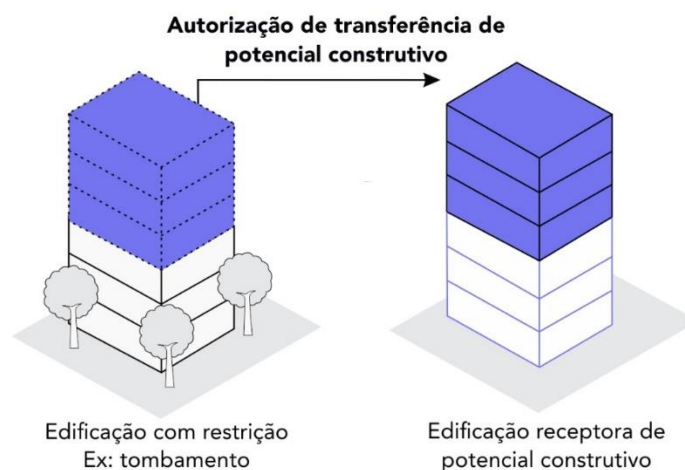 Autorização de transferência de
potencial construtivo
Edificação com restrição
Ex: tombamento
Edificação receptora de
potencial construtivo